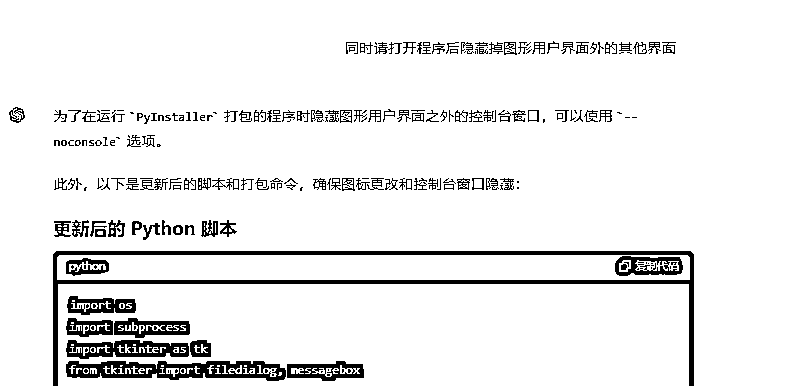 同时请打开程序后隐藏掉图形用户界面外的其他界面
为了在运行 `PyInstaller` 打包的程序时隐藏图形用户界面之外的控制台窗口，可以使用 `--
noconsole` 选项。
此外，以下是更新后的脚本和打包命令，确保图标更改和控制台窗口隐藏：
更新后的 Python 脚本
python 复制代码
import os
import subprocess
import tkinter as tk
from tkinter import filedialog, messagebox